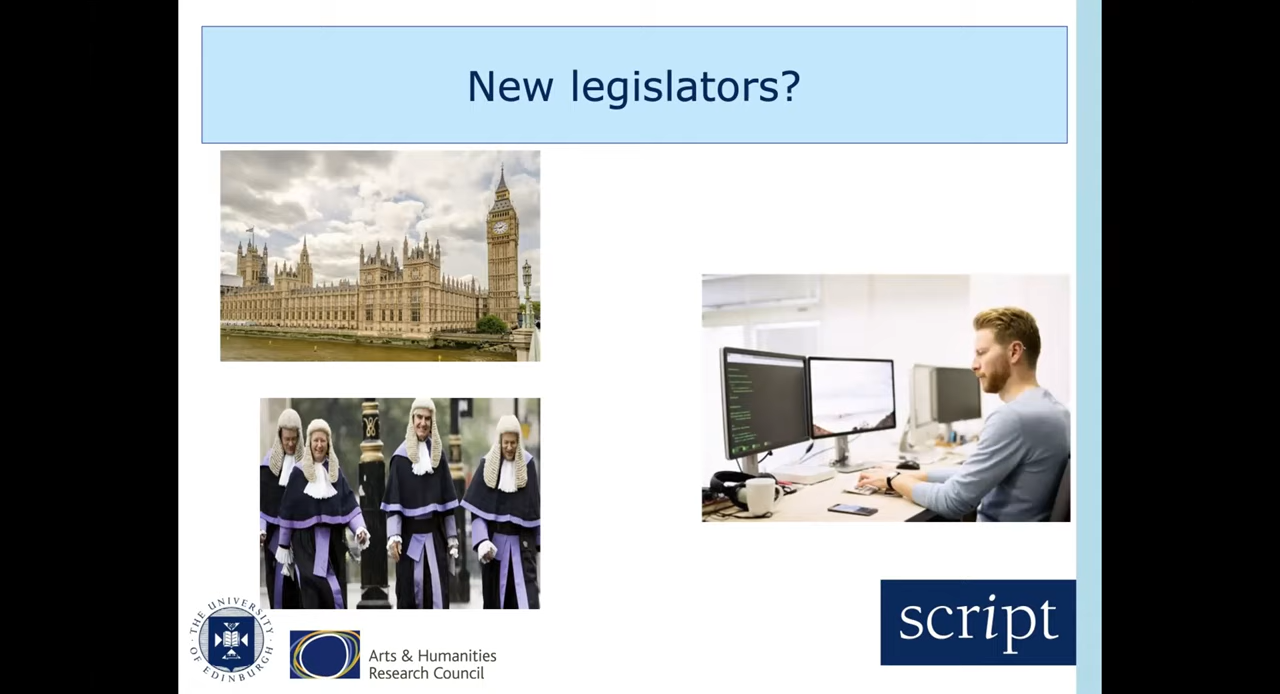 New legislators?
THE UNIVERSITY
OF EDINBURGH
Arts & Humanities
Research Council
script